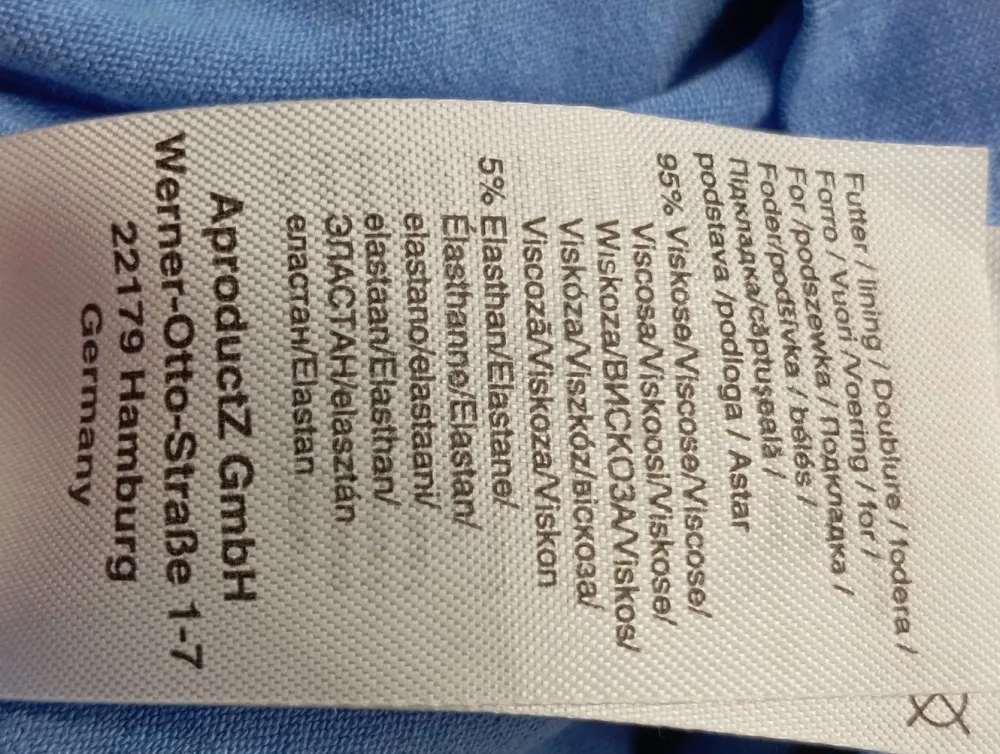 Futter / lining / Doublure / fodera /
Forro / Vuori /Voering / for /
For /podszewka / Подкладка /
Foder/podšívka / bélés /
Підкладка/căptuşeală /
podstava /podloga / Astar
95% Viskose/Viscose/Viscose/
Viscosa/Viskoosi/Viskose/
Wiskoza/ВИСКОЗА/Viskos/
Viskóza/Viszkóz/віскоза/
Viscoză/Viskoza/Viskon
5% Elasthan/Elastane/
Élasthanne/Elastan/
elastano/elastaani/
elastaan/Elasthan/
ЭЛАСТАН/elasztán
еластан/Elastan
AproductZ GmbH
Werner-Otto-Straße 1-7
22179 Hamburg
Germany